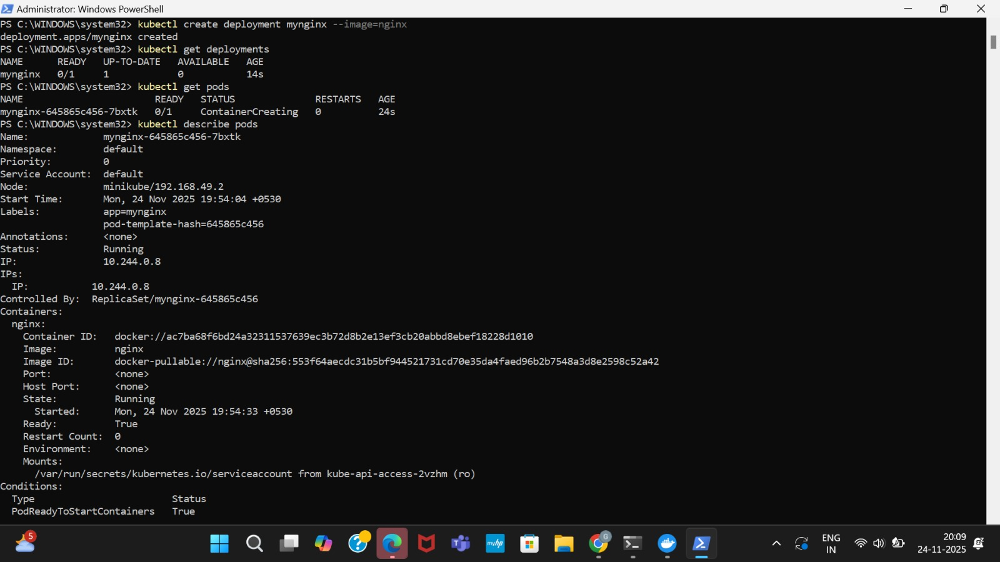 Administrator: Windows PowerShell
PS C:\WINDOWS\system32> kubectl create deployment mynginx --image=nginx
deployment.apps/mynginx created
PS C:\WINDOWS\system32> kubectl get deployments
NAME      READY   UP-TO-DATE   AVAILABLE   AGE
mynginx   0/1     1            0           14s
PS C:\WINDOWS\system32> kubectl get pods
NAME                       READY   STATUS              RESTARTS   AGE
mynginx-645865c456-7bxtk   0/1     ContainerCreating   0          24s
PS C:\WINDOWS\system32> kubectl describe pods
Name:             mynginx-645865c456-7bxtk
Namespace:        default
Priority:         0
Service Account:  default
Node:             minikube/192.168.49.2
Start Time:       Mon, 24 Nov 2025 19:54:04 +0530
Labels:           app=mynginx
                  pod-template-hash=645865c456
Annotations:      <none>
Status:           Running
IP:               10.244.0.8
IPs:
  IP:           10.244.0.8
Controlled By:  ReplicaSet/mynginx-645865c456
Containers:
  nginx:
    Container ID:   docker://ac7ba68f6bd24a32311537639ec3b72d8b2e13ef3cb20abbd8ebef18228d1010
    Image:          nginx
    Image ID:       docker-pullable://nginx@sha256:553f64aecdc31b5bf944521731cd70e35da4faed96b2b7548a3d8e2598c52a42
    Port:           <none>
    Host Port:      <none>
    State:          Running
      Started:      Mon, 24 Nov 2025 19:54:33 +0530
    Ready:          True
    Restart Count:  0
    Environment:    <none>
    Mounts:
      /var/run/secrets/kubernetes.io/serviceaccount from kube-api-access-2vzhm (ro)
Conditions:
  Type                        Status
  PodReadyToStartContainers   True
5
myhp
G
ENG
IN
20:09
24-11-2025